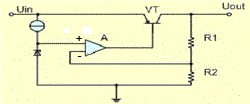 Uin VT Uout
A
+
-
R1
R2